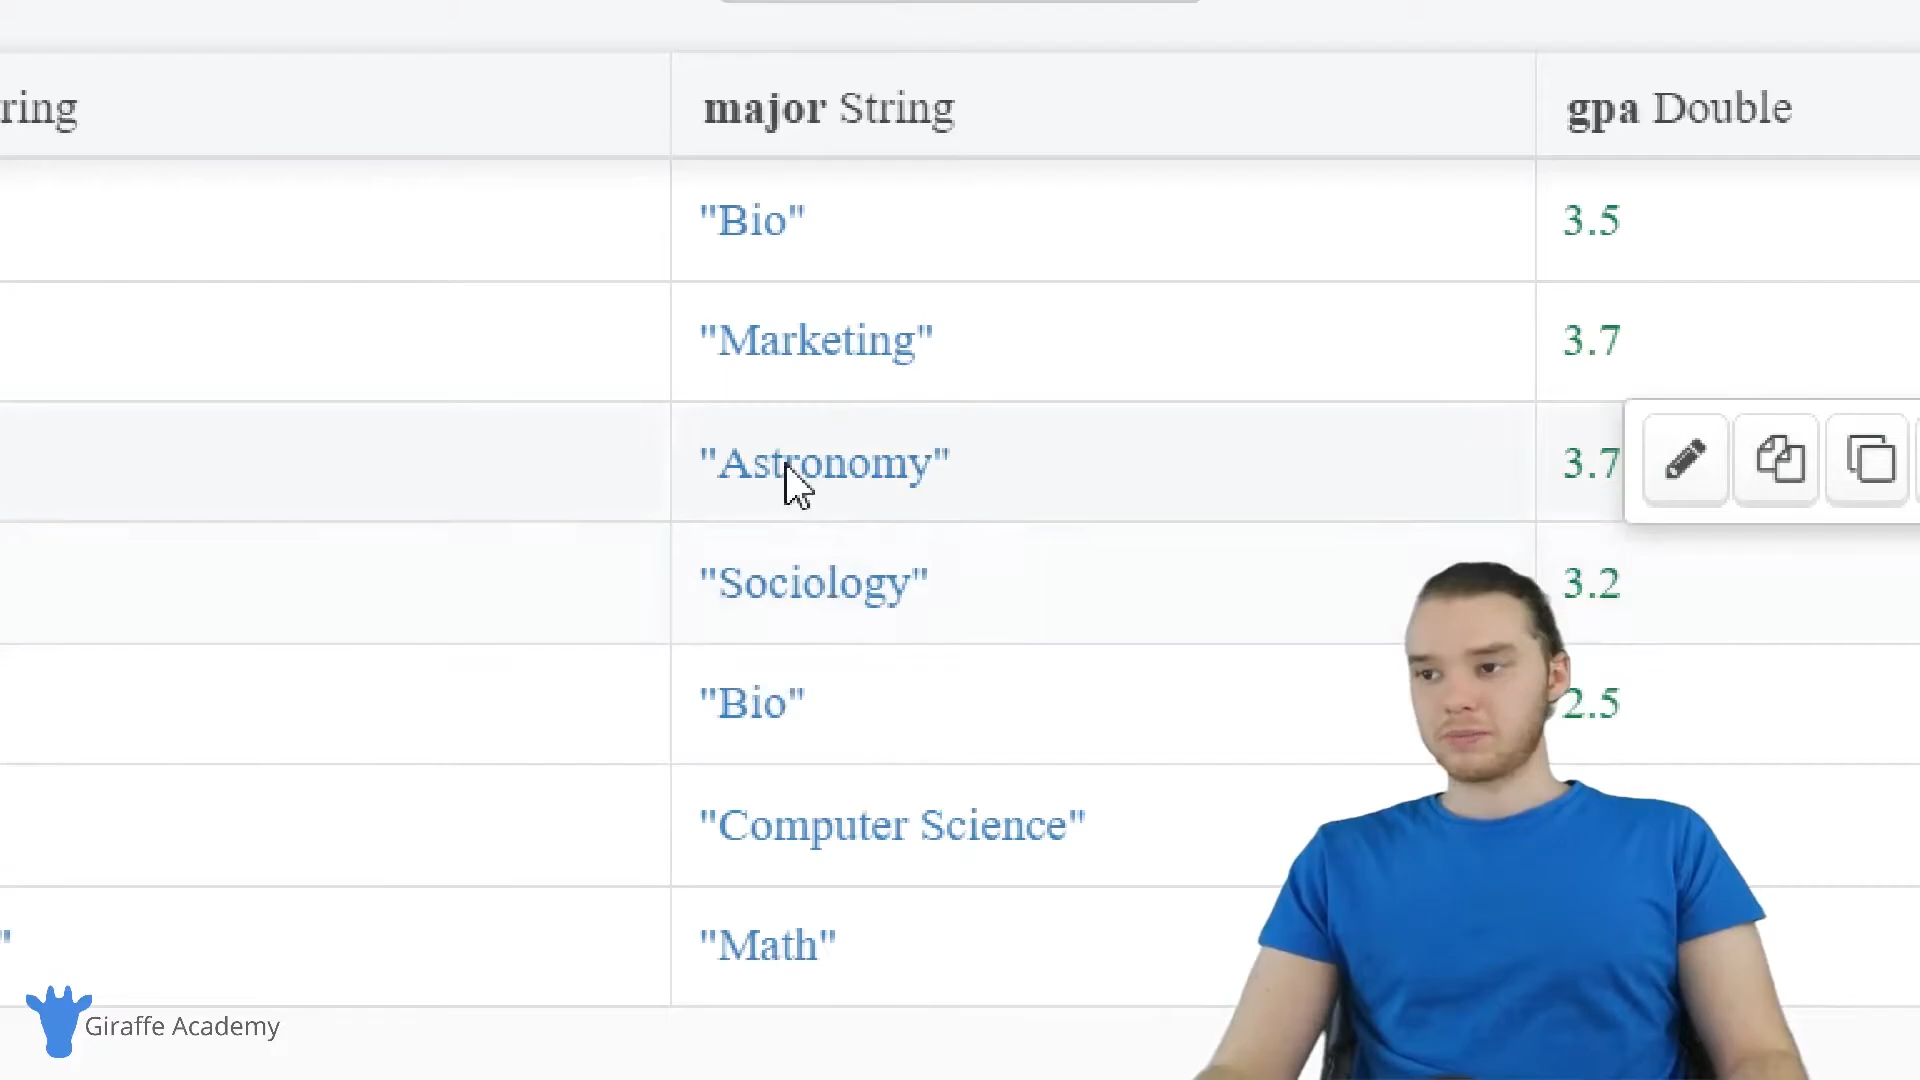 ring major String gpa Double
"Bio" 3.5
"Marketing" 3.7
"Astronomy" 3.7
"Sociology" 3.2
"Bio" 2.5
"Computer Science"
" "Math"
Giraffe Academy